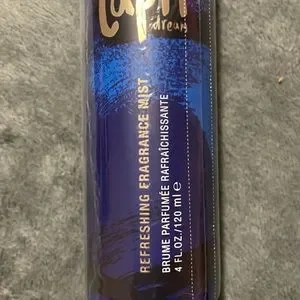 dream
REFRESHING FRAGRANCE MIST
BRUME PARFUMÉE RAFRAÎCHISSANTE
4 FL.OZ./120 ml e